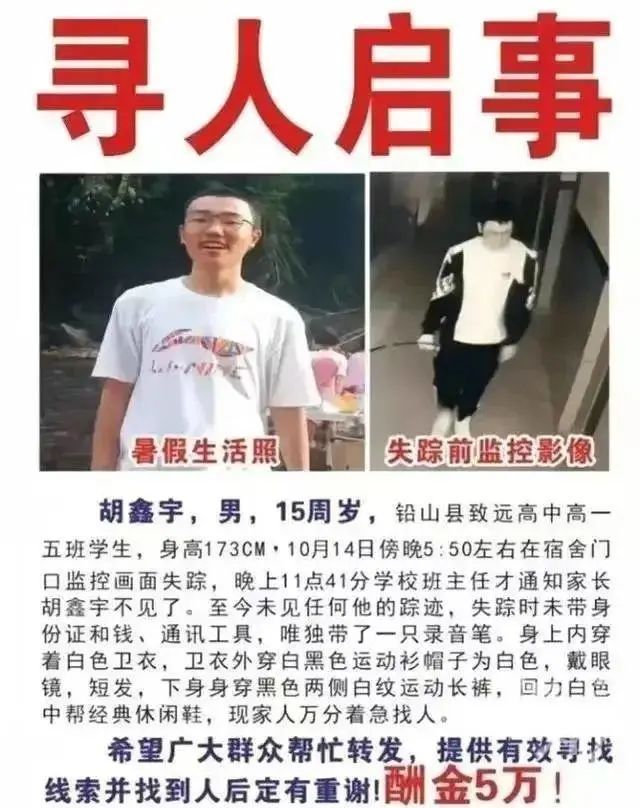 寻人启事
暑假生活照
失踪前监控影像
胡鑫宇，男，15周岁，铅山县致远高中高一
五班学生，身高173CM·10月14日傍晚5:50左右在宿舍门
口监控画面失踪，晚上11点41分学校班主任才通知家长
胡鑫宇不见了。至今未见任何他的踪迹，失踪时未带身
份证和钱、通讯工具，唯独带了一只录音笔。身上内穿
着白色卫衣，卫衣外穿白黑色运动衫帽子为白色，戴眼
镜，短发，下身身穿黑色两侧白纹运动长裤，回力白色
中帮经典休闲鞋，现家人万分着急找人。
希望广大群众帮忙转发，提供有效寻找
线索并找到人后定有重谢!酬金5万！